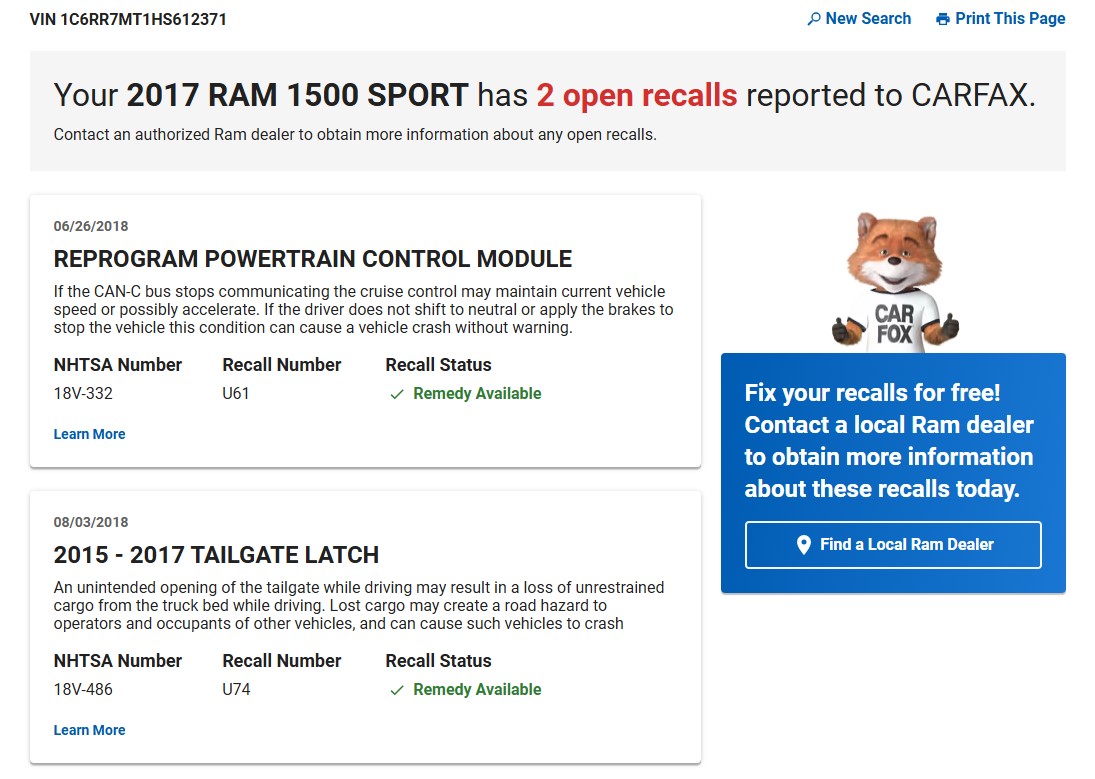 VIN 1C6RR7MT1HS612371
New Search
Print This Page
Your 2017 RAM 1500 SPORT has 2 open recalls reported to CARFAX.
Contact an authorized Ram dealer to obtain more information about any open recalls.
06/26/2018
REPROGRAM POWERTRAIN CONTROL MODULE
If the CAN-C bus stops communicating the cruise control may maintain current vehicle
speed or possibly accelerate. If the driver does not shift to neutral or apply the brakes to
stop the vehicle this condition can cause a vehicle crash without warning.
NHTSA Number Recall Number Recall Status
18V-332 U61 Remedy Available
Learn More
08/03/2018
2015 - 2017 TAILGATE LATCH
An unintended opening of the tailgate while driving may result in a loss of unrestrained
cargo from the truck bed while driving. Lost cargo may create a road hazard to
operators and occupants of other vehicles, and can cause such vehicles to crash
NHTSA Number Recall Number Recall Status
18V-486 U74 Remedy Available
Learn More
CAR
FOX
Fix your recalls for free!
Contact a local Ram dealer
to obtain more information
about these recalls today.
Find a Local Ram Dealer